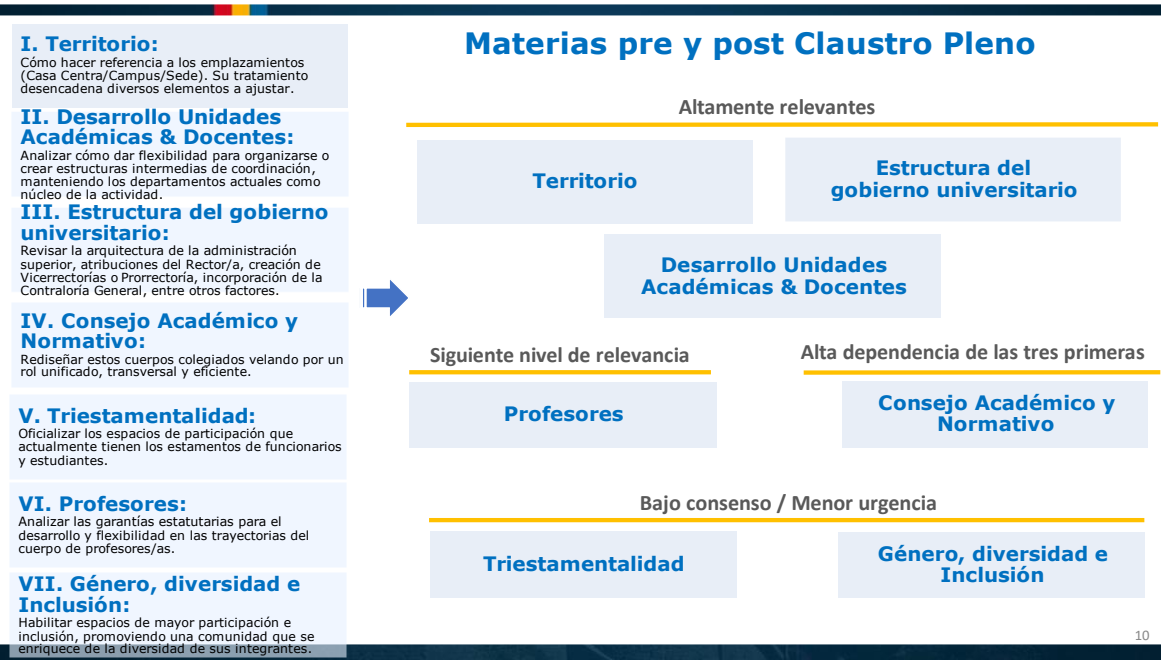 I. Territorio:
Cómo hacer referencia a los emplazamientos
(Casa Centra/Campus/Sede). Su tratamiento
desencadena diversos elementos a ajustar.
II. Desarrollo Unidades
Académicas & Docentes:
Analizar cómo dar flexibilidad para organizarse o
crear estructuras intermedias de coordinación,
manteniendo los departamentos actuales como
núcleo de la actividad.
III. Estructura del gobierno
universitario:
Revisar la arquitectura de la administración
superior, atribuciones del Rector/a, creación de
Vicerrectorías o Prorrectoría, incorporación de la
Contraloría General, entre otros factores.
IV. Consejo Académico y
Normativo:
Rediseñar estos cuerpos colegiados velando por un
rol unificado, transversal y eficiente.
V. Triestamentalidad:
Oficializar los espacios de participación que
actualmente tienen los estamentos de funcionarios
y estudiantes.
VI. Profesores:
Analizar las garantías estatutarias para el
desarrollo y flexibilidad en las trayectorias del
cuerpo de profesores/as.
VII. Género, diversidad e
Inclusión:
Habilitar espacios de mayor participación e
inclusión, promoviendo una comunidad que se
enriquece de la diversidad de sus integrantes.
Materias pre y post Claustro Pleno
Altamente relevantes
Territorio
Estructura del
gobierno universitario
Desarrollo Unidades
Académicas & Docentes
Siguiente nivel de relevancia
Profesores
Alta dependencia de las tres primeras
Consejo Académico y
Normativo
Bajo consenso / Menor urgencia
Triestamentalidad
Género, diversidad e
Inclusión
10